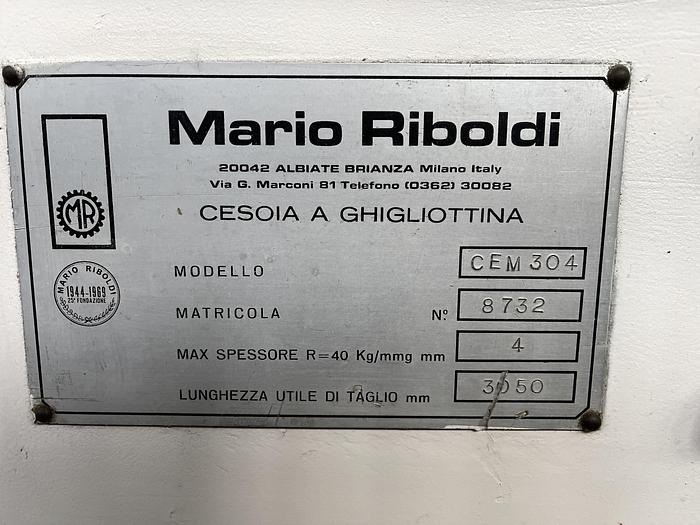 Mario Riboldi
20042 ALBIATE BRIANZA Milano Italy
Via G. Marconi 81 Telefono (0362) 30082
CESOIA A GHIGLIOTTINA
MR
MARIO RIBOLDI
1944-1969
25ª FONDAZIONE
MODELLO CEM 304
MATRICOLA N.º 8732
MAX SPESSORE R=40 Kg/mmq mm 4
LUNGHEZZA UTILE DI TAGLIO mm 3050